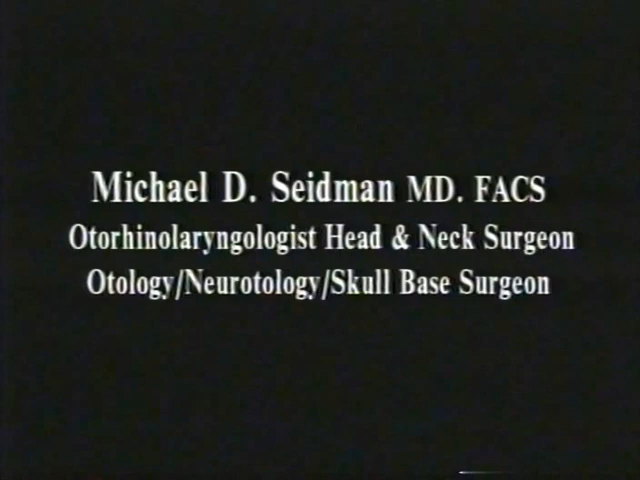 Michael D. Seidman MD. FACS
Otorhinolaryngologist Head & Neck Surgeon
Otology/Neurotology/Skull Base Surgeon